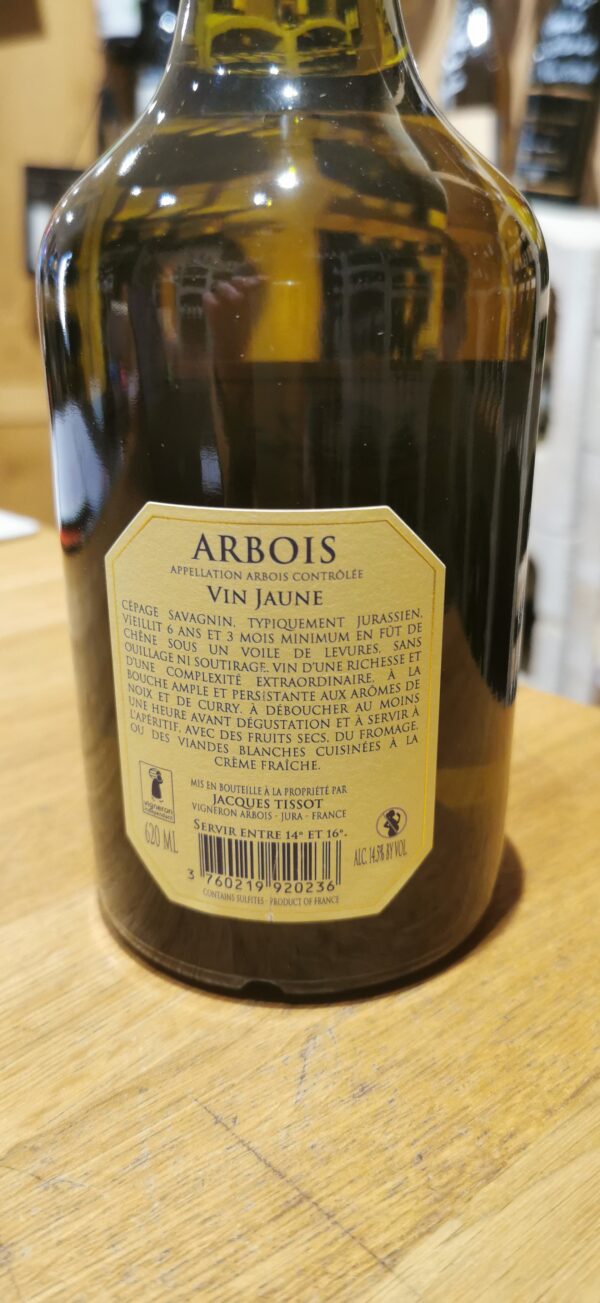 ARBOIS
APPELLATION ARBOIS CONTRÔLÉE
VIN JAUNE
CÉPAGE SAVAGNIN, TYPIQUEMENT JURASSIEN,
VIEILLIT 6 ANS ET 3 MOIS MINIMUM EN FÛT DE
CHÊNE SOUS UN VOILE DE LEVURES, SANS
OUILLAGE NI SOUTIRAGE. VIN D'UNE RICHESSE ET
D'UNE COMPLEXITÉ EXTRAORDINAIRE, À LA
BOUCHE AMPLE ET PERSISTANTE AUX ARÔMES DE
NOIX ET DE CURRY. À DÉBOUCHER AU MOINS
UNE HEURE AVANT DÉGUSTATION ET À SERVIR À
L'APÉRITIF, AVEC DES FRUITS SECS, DU FROMAGE,
OU DES VIANDES BLANCHES CUISINÉES À LA
CRÈME FRAÎCHE.
MIS EN BOUTEILLE À LA PROPRIÉTÉ PAR
JACQUES TISSOT
VIGNERON ARBOIS - JURA - FRANCE
vigneron
indépendant
SERVIR ENTRE 14° ET 16°.
620 ML
ALC. 14.5% BY VOL.
3 760219 920236
CONTAINS SULFITES - PRODUCT OF FRANCE